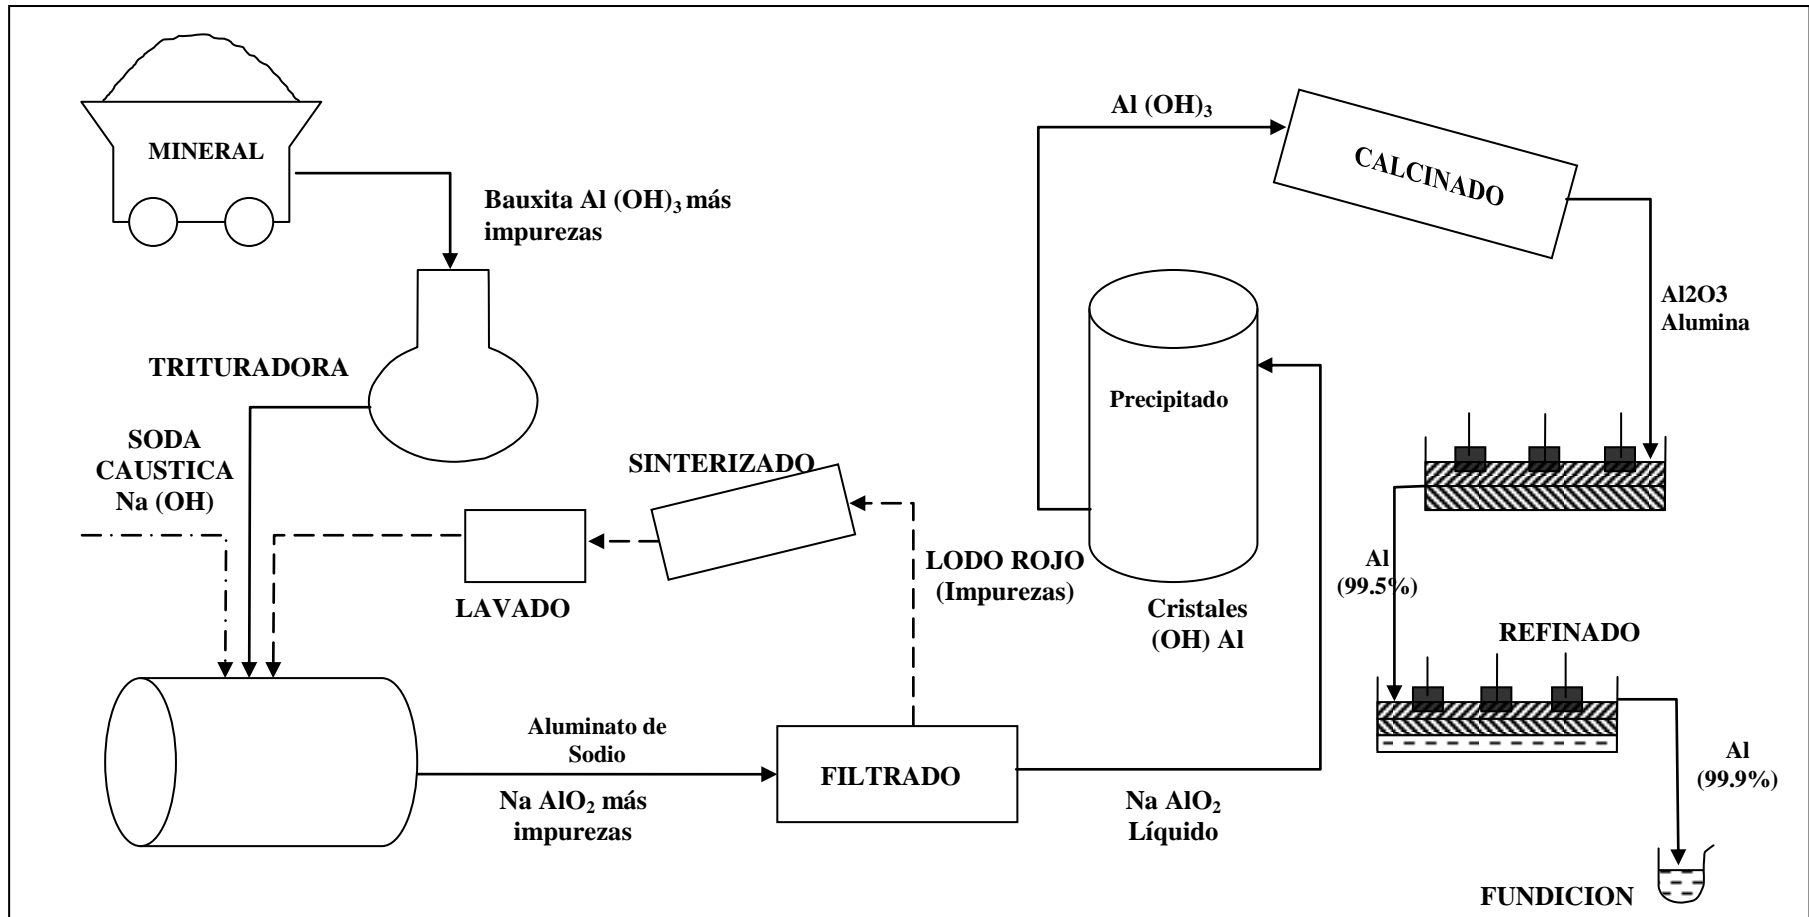 MINERAL
Bauxita Al (OH)₃ más
impurezas
TRITURADORA
SODA
CAUSTICA
Na (OH)
SINTERIZADO
LAVADO
LODO ROJO
(Impurezas)
Aluminato de
Sodio
Na AlO₂ más
impurezas
FILTRADO
Na AlO₂
Líquido
Precipitado
Cristales
(OH) Al
Al (OH)₃
CALCINADO
Al2O3
Alumina
Al
(99.5%)
REFINADO
Al
(99.9%)
FUNDICION